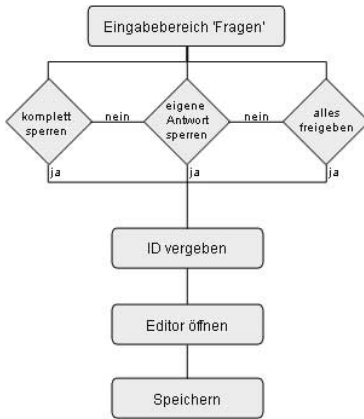 Eingabebereich 'Fragen'
komplett
sperren
nein
eigene
Antwort
sperren
nein
alles
freigeben
ja
ja
ja
ID vergeben
Editor öffnen
Speichern